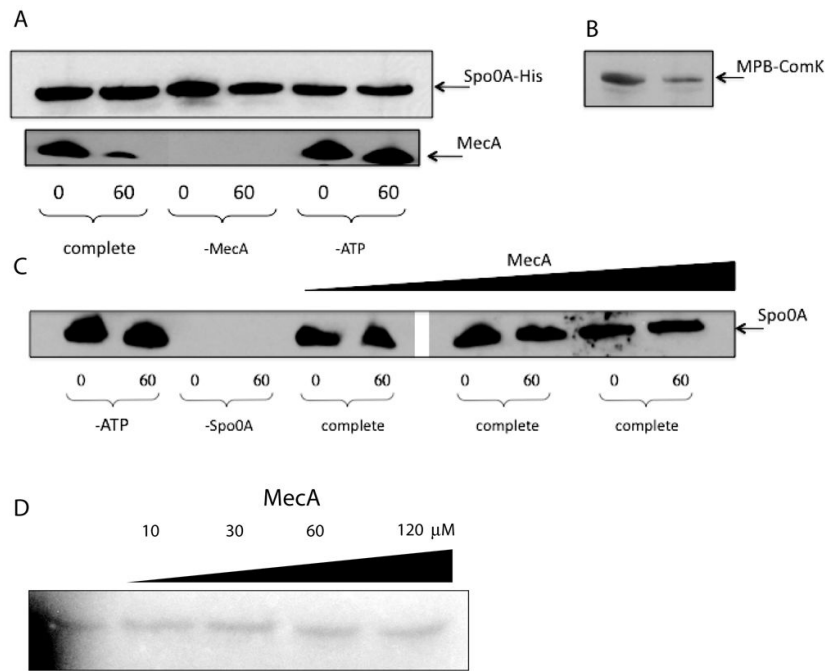 A
Spo0A-His
MecA
0 60 0 60 0 60
complete -MecA -ATP
B
MPB-ComK
C
MecA
Spo0A
0 60 0 60 0 60 0 60 0 60
-ATP -Spo0A complete complete complete
D
MecA
10 30 60 120 μM